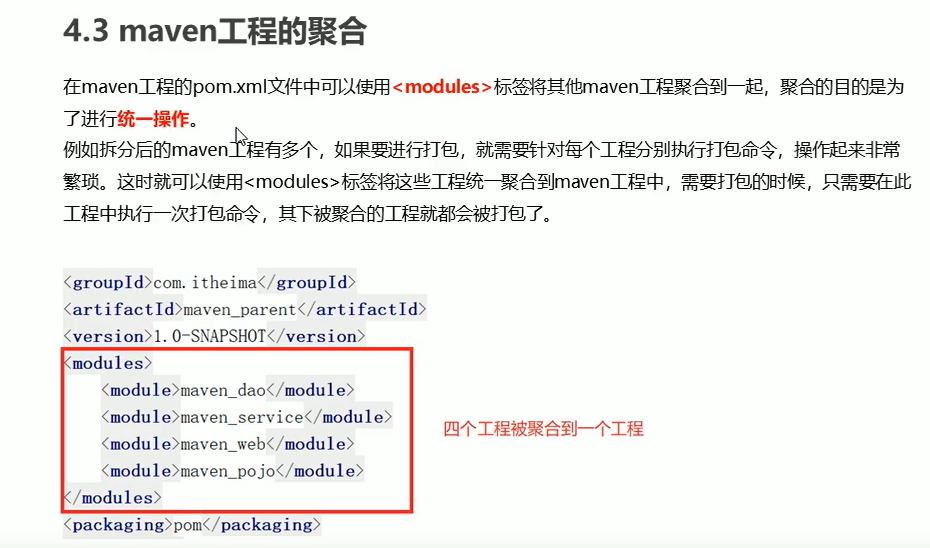 4.3 maven工程的聚合
在maven工程的pom.xml文件中可以使用<modules>标签将其他maven工程聚合到一起，聚合的目的是为
了进行统一操作。
例如拆分后的maven工程有多个，如果要进行打包，就需要针对每个工程分别执行打包命令，操作起来非常
繁琐。这时就可以使用<modules>标签将这些工程统一聚合到maven工程中，需要打包的时候，只需要在此
工程中执行一次打包命令，其下被聚合的工程就都会被打包了。
<groupId>com.itheima</groupId>
<artifactId>maven_parent</artifactId>
<version>1.0-SNAPSHOT</version>
<modules>
<module>maven_dao</module>
<module>maven_service</module>
<module>maven_web</module>
<module>maven_pojo</module>
</modules>
四个工程被聚合到一个工程
<packaging>pom</packaging>